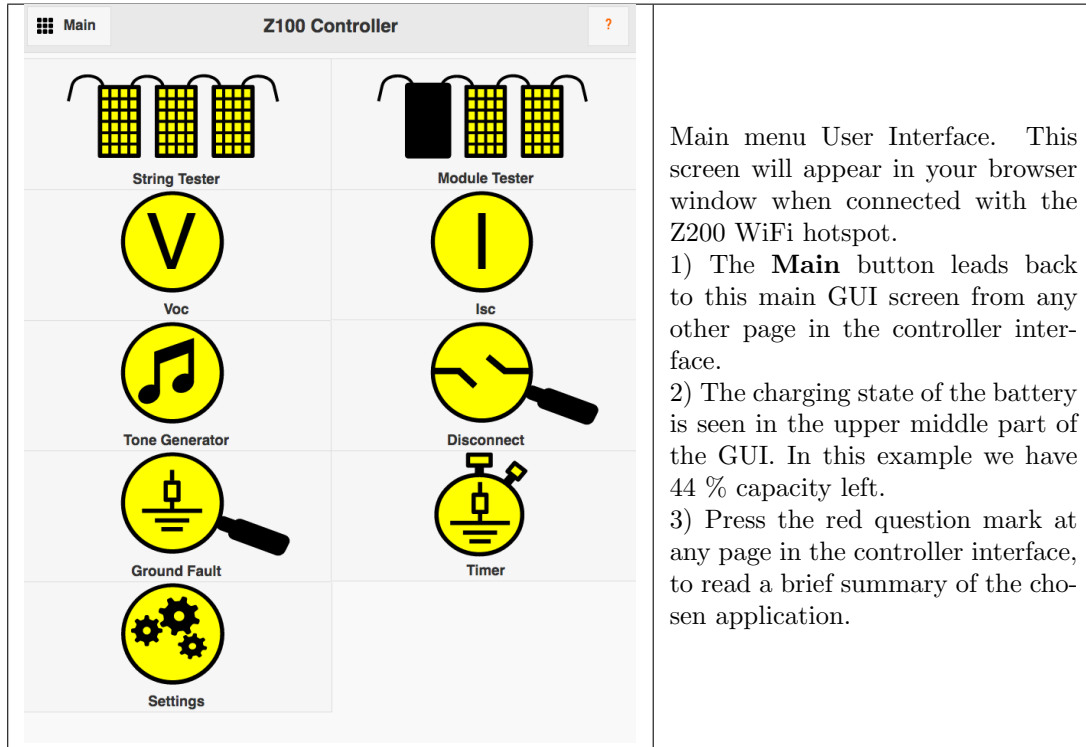 Main
Z100 Controller
?
String Tester
Module Tester
V
I
Voc
Isc
Tone Generator
Disconnect
Ground Fault
Timer
Settings
Main menu User Interface. This
screen will appear in your browser
window when connected with the
Z200 WiFi hotspot.
1) The Main button leads back
to this main GUI screen from any
other page in the controller inter-
face.
2) The charging state of the battery
is seen in the upper middle part of
the GUI. In this example we have
44 % capacity left.
3) Press the red question mark at
any page in the controller interface,
to read a brief summary of the cho-
sen application.